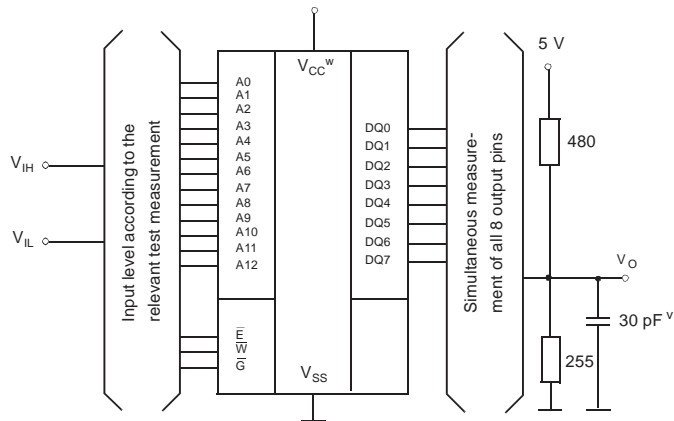 V_CC^w
5 V
A0
A1
A2
A3
A4
A5
A6
A7
A8
A9
A10
A11
A12
E̅
W̅
G̅
V_SS
DQ0
DQ1
DQ2
DQ3
DQ4
DQ5
DQ6
DQ7
V_IH
V_IL
Input level according to the
relevant test measurement
Simultaneous measure-
ment of all 8 output pins
480
V_O
30 pF^v
255